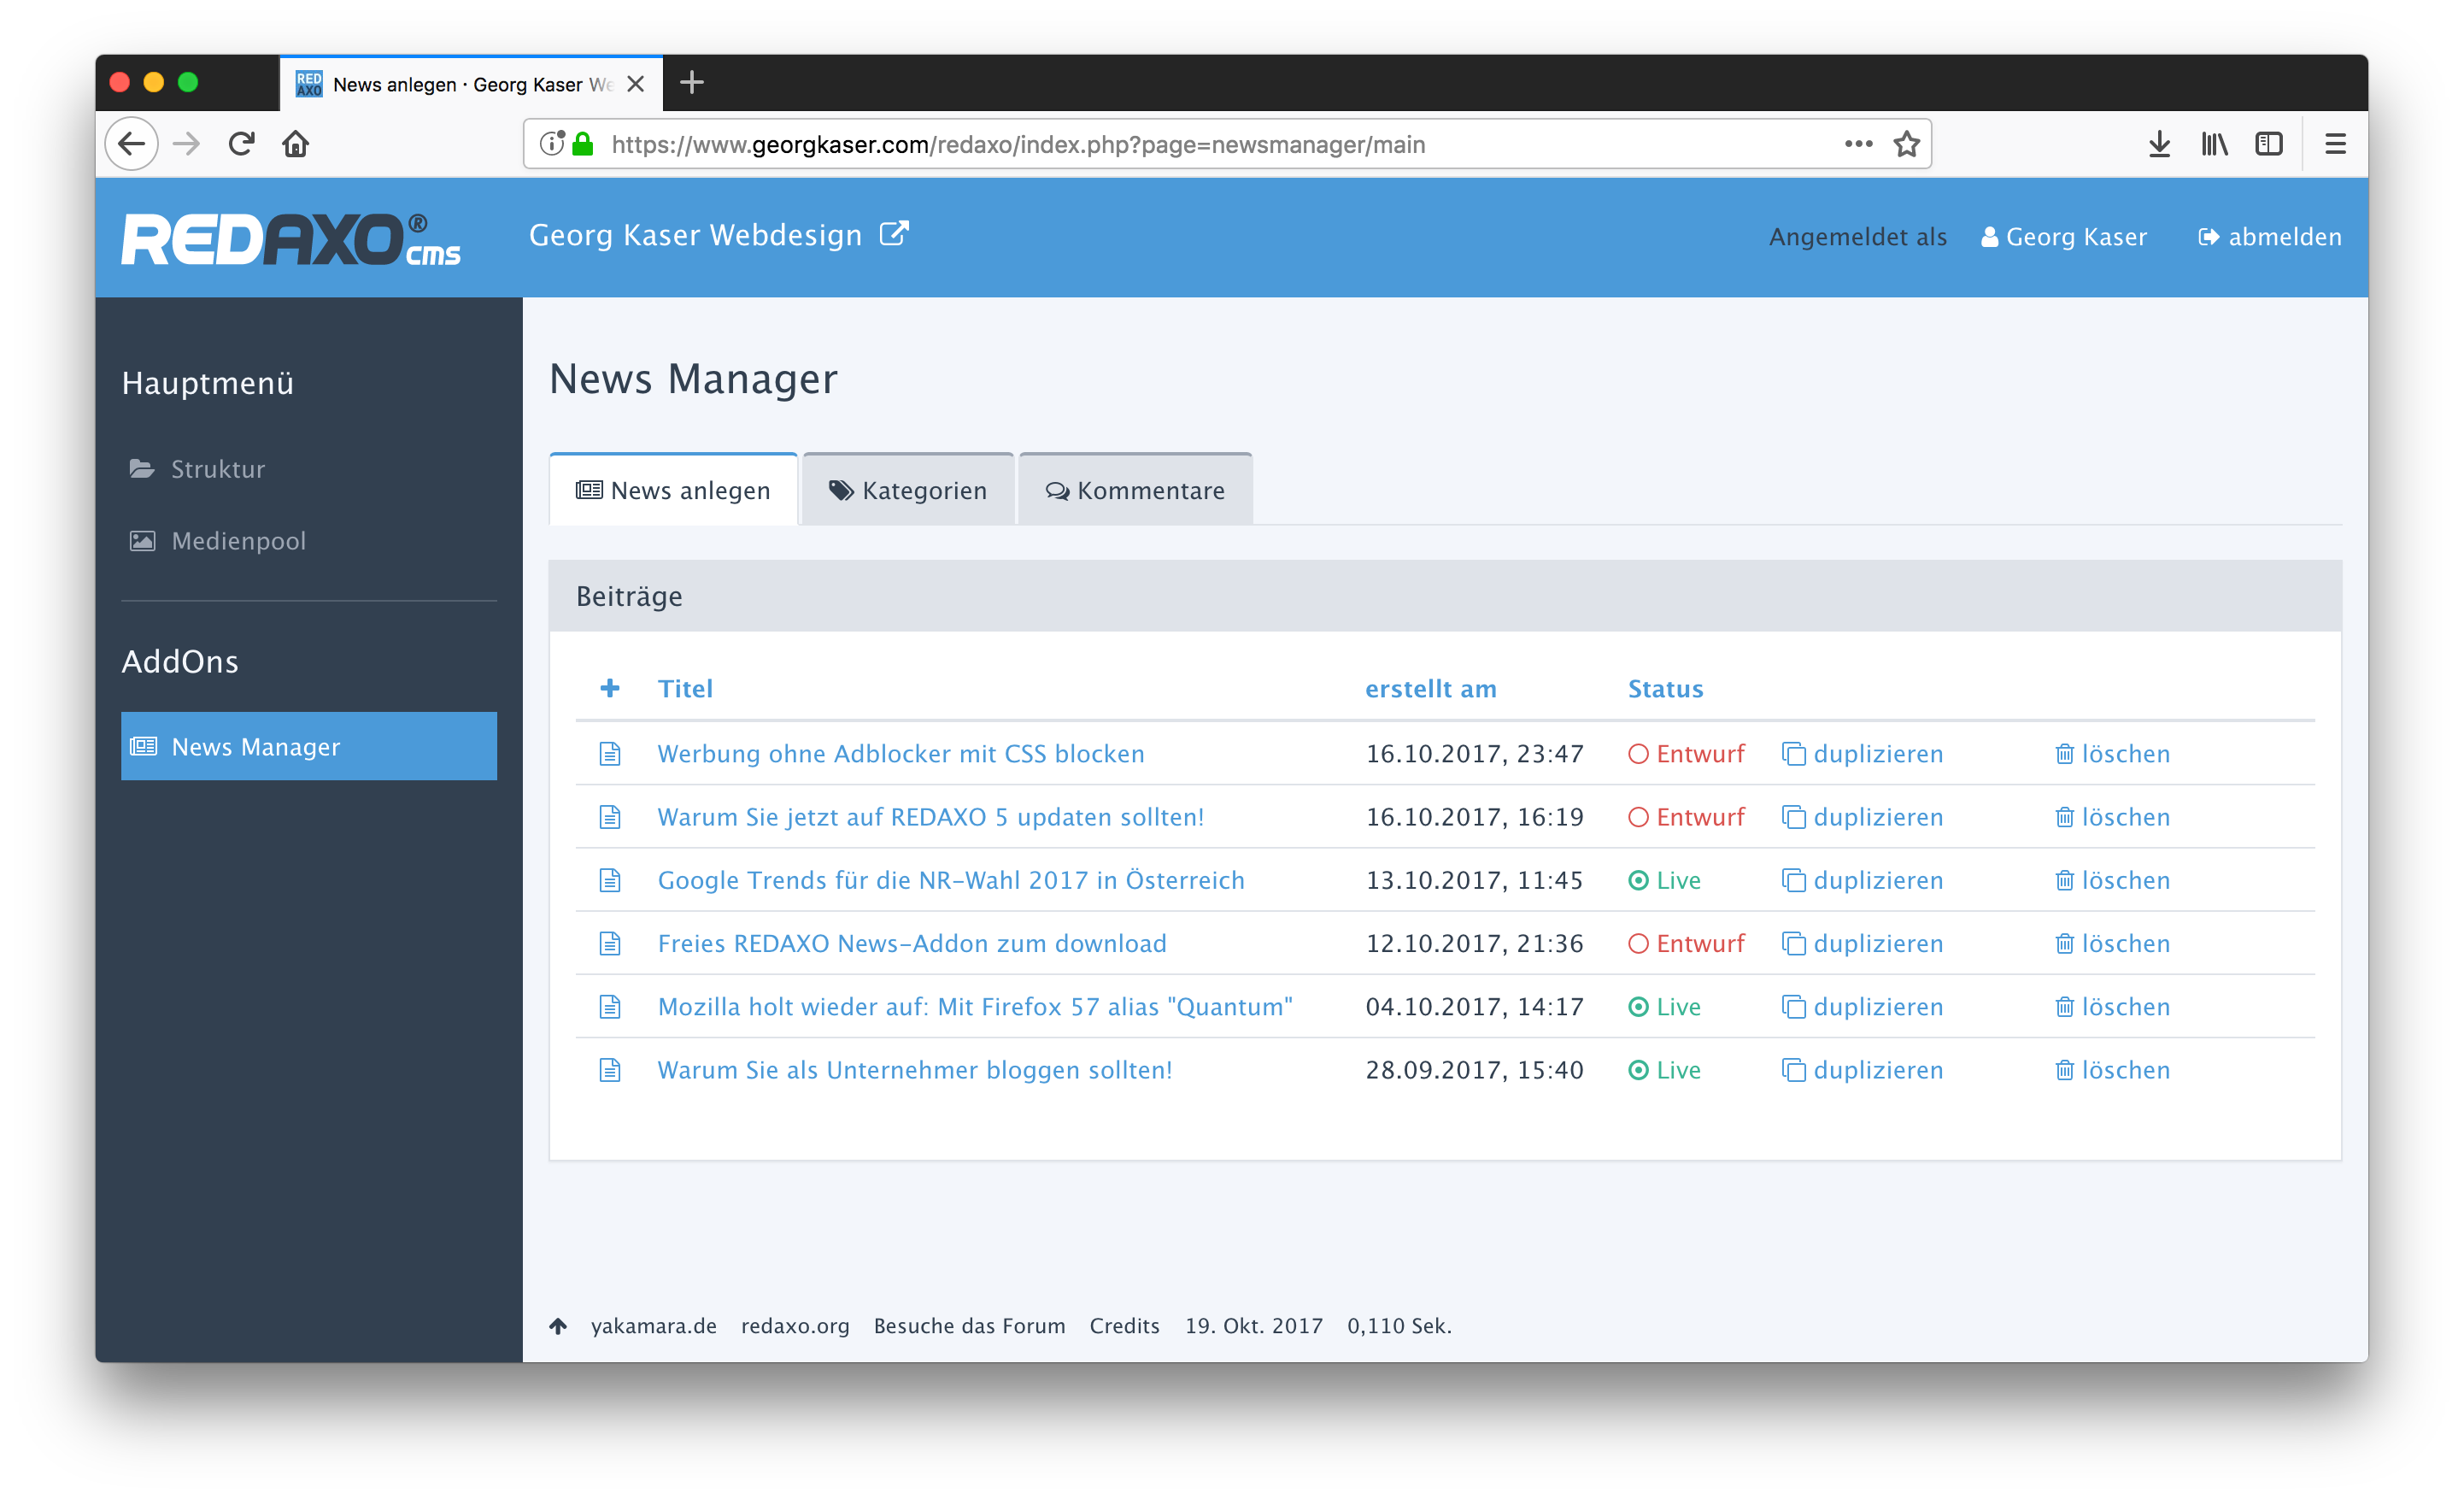 RED AXO News anlegen · Georg Kaser We
https://www.georgkaser.com/redaxo/index.php?page=newsmanager/main
REDAXO® cms Georg Kaser Webdesign Angemeldet als Georg Kaser abmelden
Hauptmenü
Struktur
Medienpool
AddOns
News Manager
News Manager
News anlegen Kategorien Kommentare
Beiträge
+ Titel erstellt am Status
Werbung ohne Adblocker mit CSS blocken 16.10.2017, 23:47 Entwurf duplizieren löschen
Warum Sie jetzt auf REDAXO 5 updaten sollten! 16.10.2017, 16:19 Entwurf duplizieren löschen
Google Trends für die NR-Wahl 2017 in Österreich 13.10.2017, 11:45 Live duplizieren löschen
Freies REDAXO News-Addon zum download 12.10.2017, 21:36 Entwurf duplizieren löschen
Mozilla holt wieder auf: Mit Firefox 57 alias "Quantum" 04.10.2017, 14:17 Live duplizieren löschen
Warum Sie als Unternehmer bloggen sollten! 28.09.2017, 15:40 Live duplizieren löschen
yakamara.de redaxo.org Besuche das Forum Credits 19. Okt. 2017 0,110 Sek.